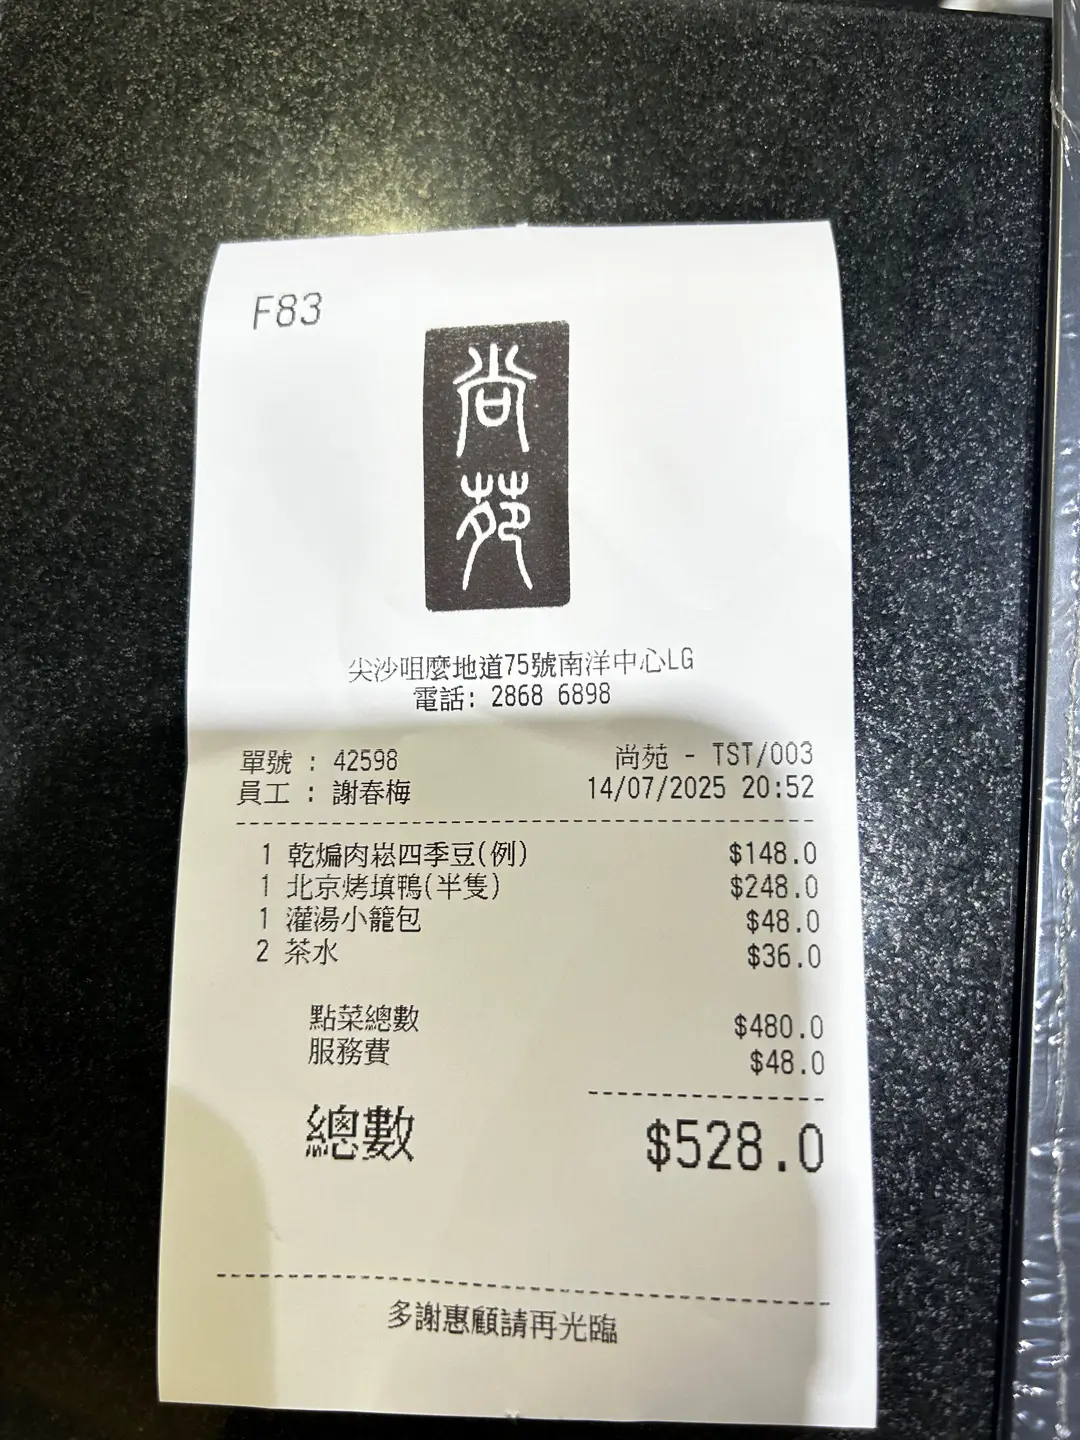 F83
尚苑
尖沙咀麼地道75號南洋中心LG
電話: 2868 6898
單號 : 42598 尚苑 - TST/003
員工 : 謝春梅 14/07/2025 20:52
1 乾煸肉崧四季豆(例) $148.0
1 北京烤填鴨(半隻) $248.0
1 灌湯小籠包 $48.0
2 茶水 $36.0
點菜總數 $480.0
服務費 $48.0
總數 $528.0
多謝惠顧請再光臨